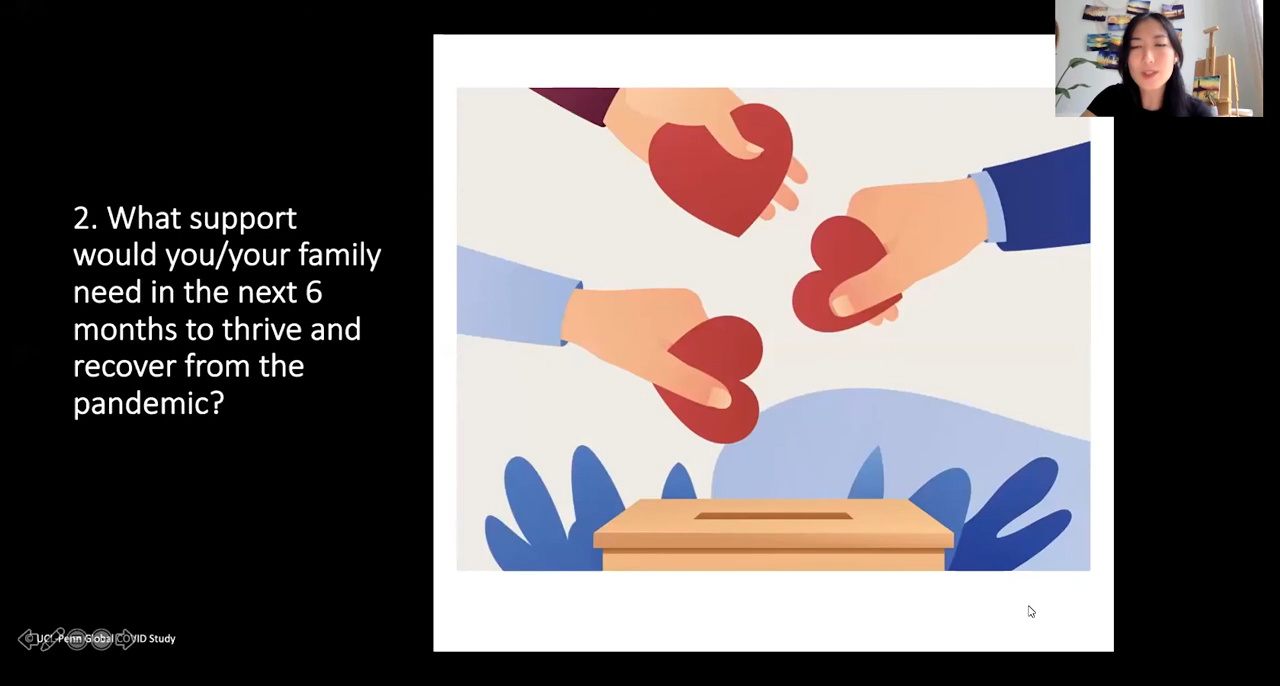 2. What support
would you/your family
need in the next 6
months to thrive and
recover from the
pandemic?
© UCL-Penn Global COVID Study